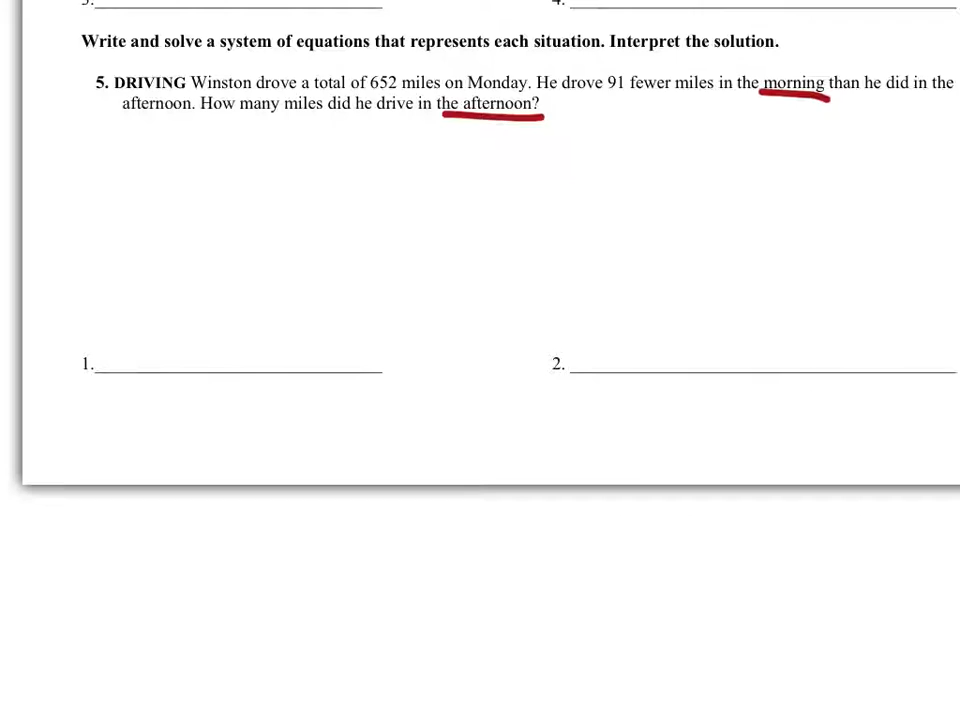 Write and solve a system of equations that represents each situation. Interpret the solution.
5. DRIVING Winston drove a total of 652 miles on Monday. He drove 91 fewer miles in the morning than he did in the
afternoon. How many miles did he drive in the afternoon?
1.
2.